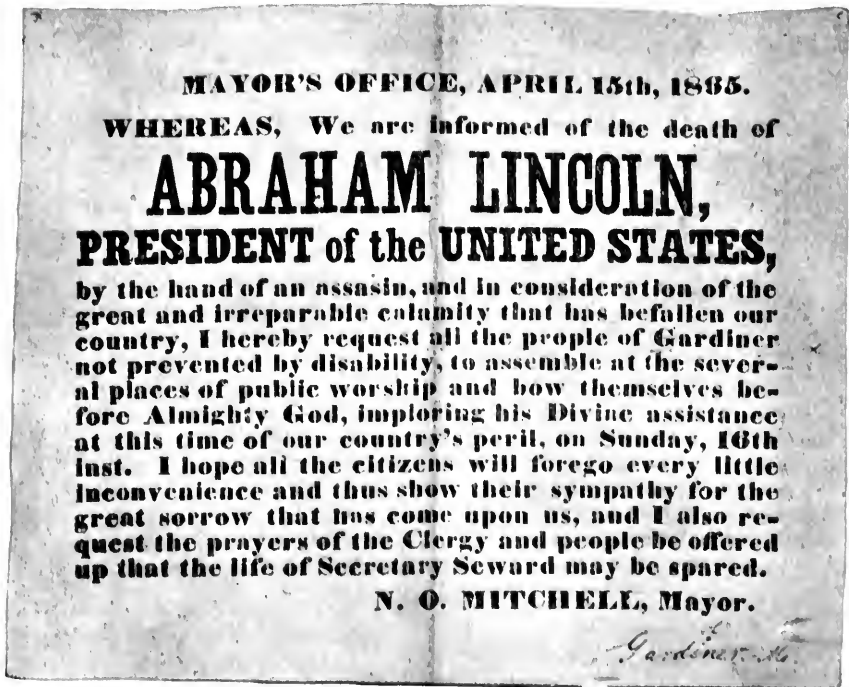 MAYOR'S OFFICE, APRIL 15th, 1865.
WHEREAS, We are informed of the death of
ABRAHAM LINCOLN,
PRESIDENT of the UNITED STATES,
by the hand of an assasin, and in consideration of the
great and irreparable calamity that has befallen our
country, I hereby request all the people of Gardiner
not prevented by disability, to assemble at the sever-
al places of public worship and bow themselves be-
fore Almighty God, imploring his Divine assistance
at this time of our country's peril, on Sunday, 16th
inst. I hope all the citizens will forego every little
inconvenience and thus show their sympathy for the
great sorrow that has come upon us, and I also re-
quest the prayers of the Clergy and people be offered
up that the life of Secretary Seward may be spared.
N. O. MITCHELL, Mayor.
Gardiner